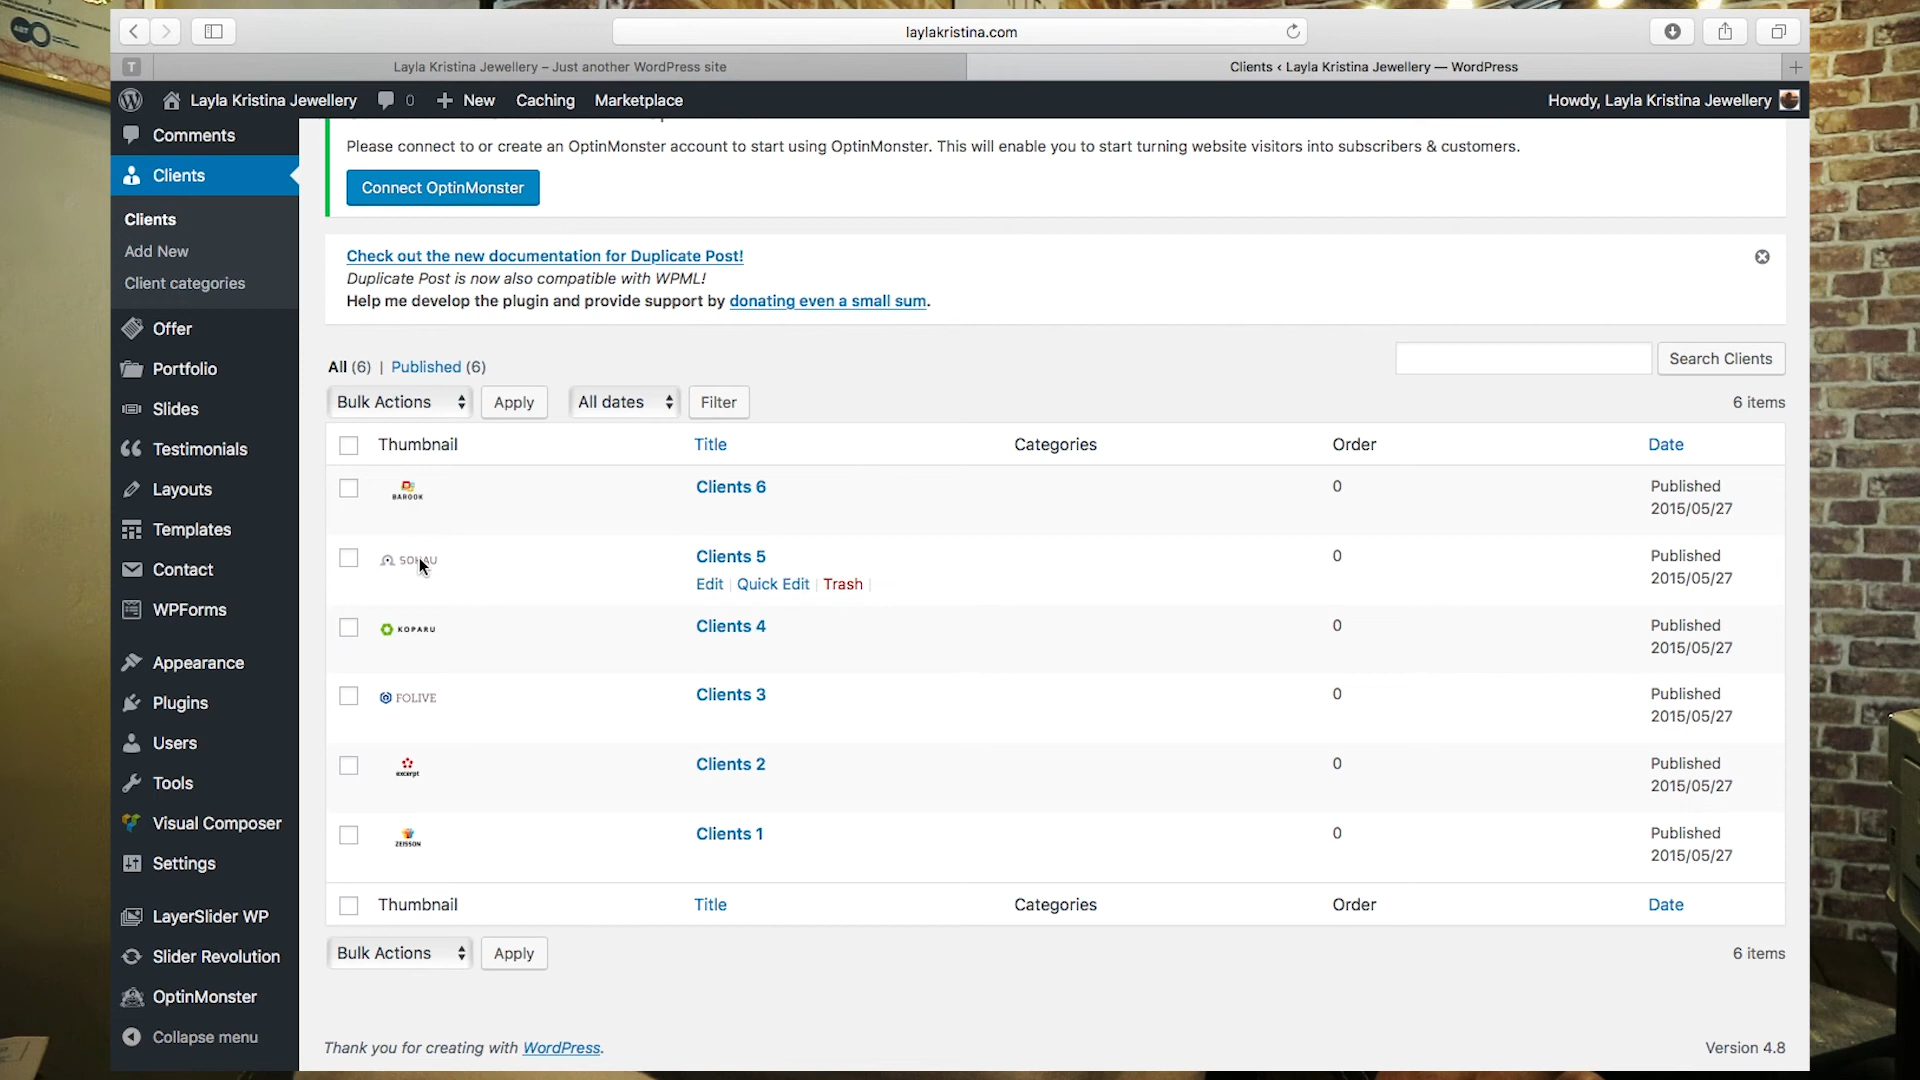 laylakristina.com
T
Layla Kristina Jewellery – Just another WordPress site
Clients ‹ Layla Kristina Jewellery — WordPress
Layla Kristina Jewellery 0 New Caching Marketplace
Howdy, Layla Kristina Jewellery
Comments
Clients
Clients
Add New
Client categories
Offer
Portfolio
Slides
Testimonials
Layouts
Templates
Contact
WPForms
Appearance
Plugins
Users
Tools
Visual Composer
Settings
LayerSlider WP
Slider Revolution
OptinMonster
Collapse menu
Please connect to or create an OptinMonster account to start using OptinMonster. This will enable you to start turning website visitors into subscribers & customers.
Connect OptinMonster
Check out the new documentation for Duplicate Post!
Duplicate Post is now also compatible with WPML!
Help me develop the plugin and provide support by donating even a small sum.
All (6) | Published (6)
Search Clients
Bulk Actions Apply All dates Filter
6 items
Thumbnail Title Categories Order Date
BAROOK Clients 6 0 Published
2015/05/27
Clients 5 0 Published
Edit | Quick Edit | Trash | 2015/05/27
KOPARU Clients 4 0 Published
2015/05/27
FOLIVE Clients 3 0 Published
2015/05/27
excerpt Clients 2 0 Published
2015/05/27
ZEISSON Clients 1 0 Published
2015/05/27
Thumbnail Title Categories Order Date
Bulk Actions Apply
6 items
Thank you for creating with WordPress.
Version 4.8